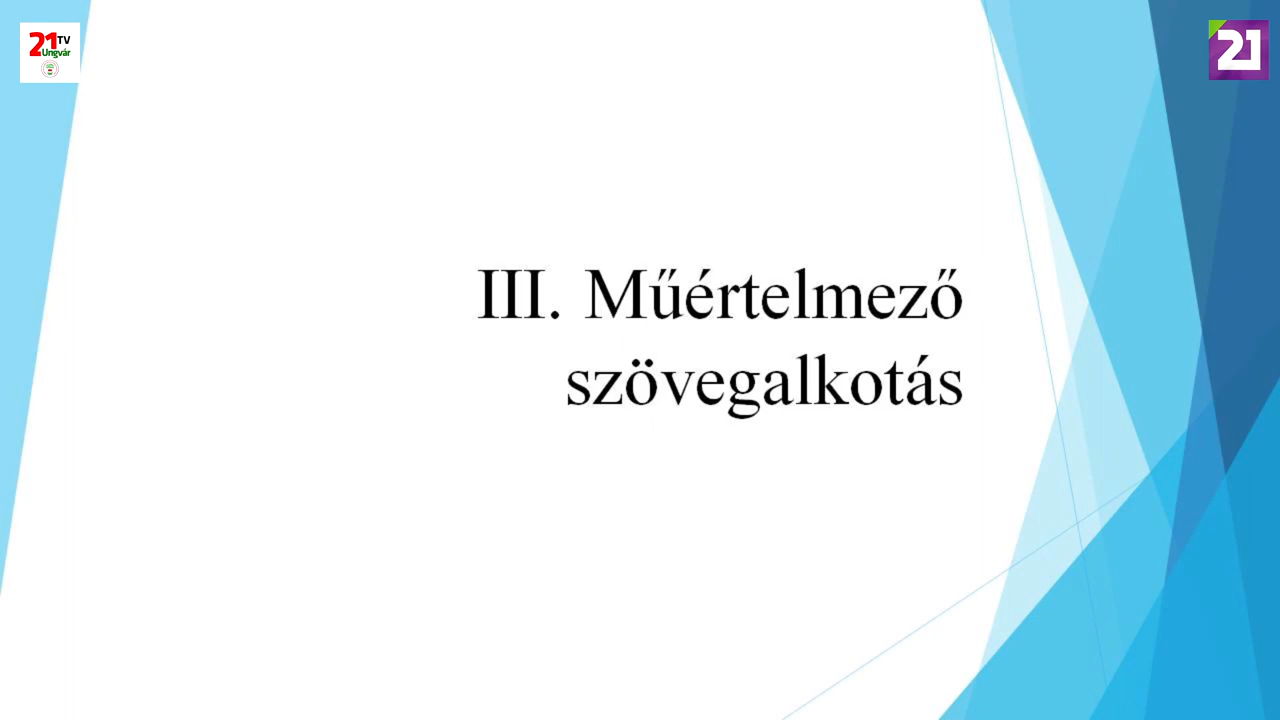 21 TV
Ungvár
21
III. Műértelmező
szövegalkotás